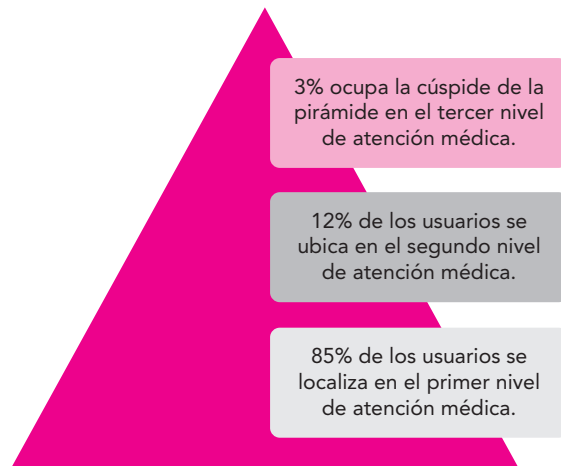 3% ocupa la cúspide de la
pirámide en el tercer nivel
de atención médica.
12% de los usuarios se
ubica en el segundo nivel
de atención médica.
85% de los usuarios se
localiza en el primer nivel
de atención médica.